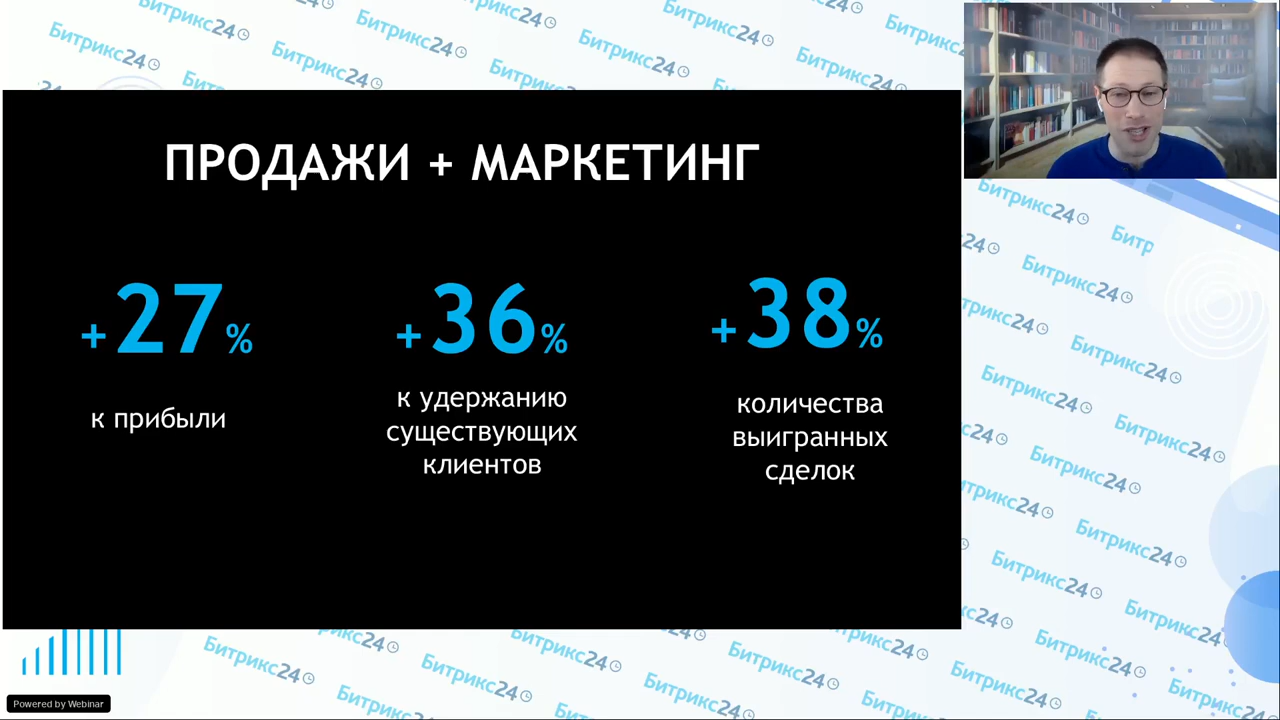 ПРОДАЖИ + МАРКЕТИНГ
+27%
к прибыли
+36%
к удержанию
существующих
клиентов
+38%
количества
выигранных
сделок
Битрикс24
Powered by Webinar